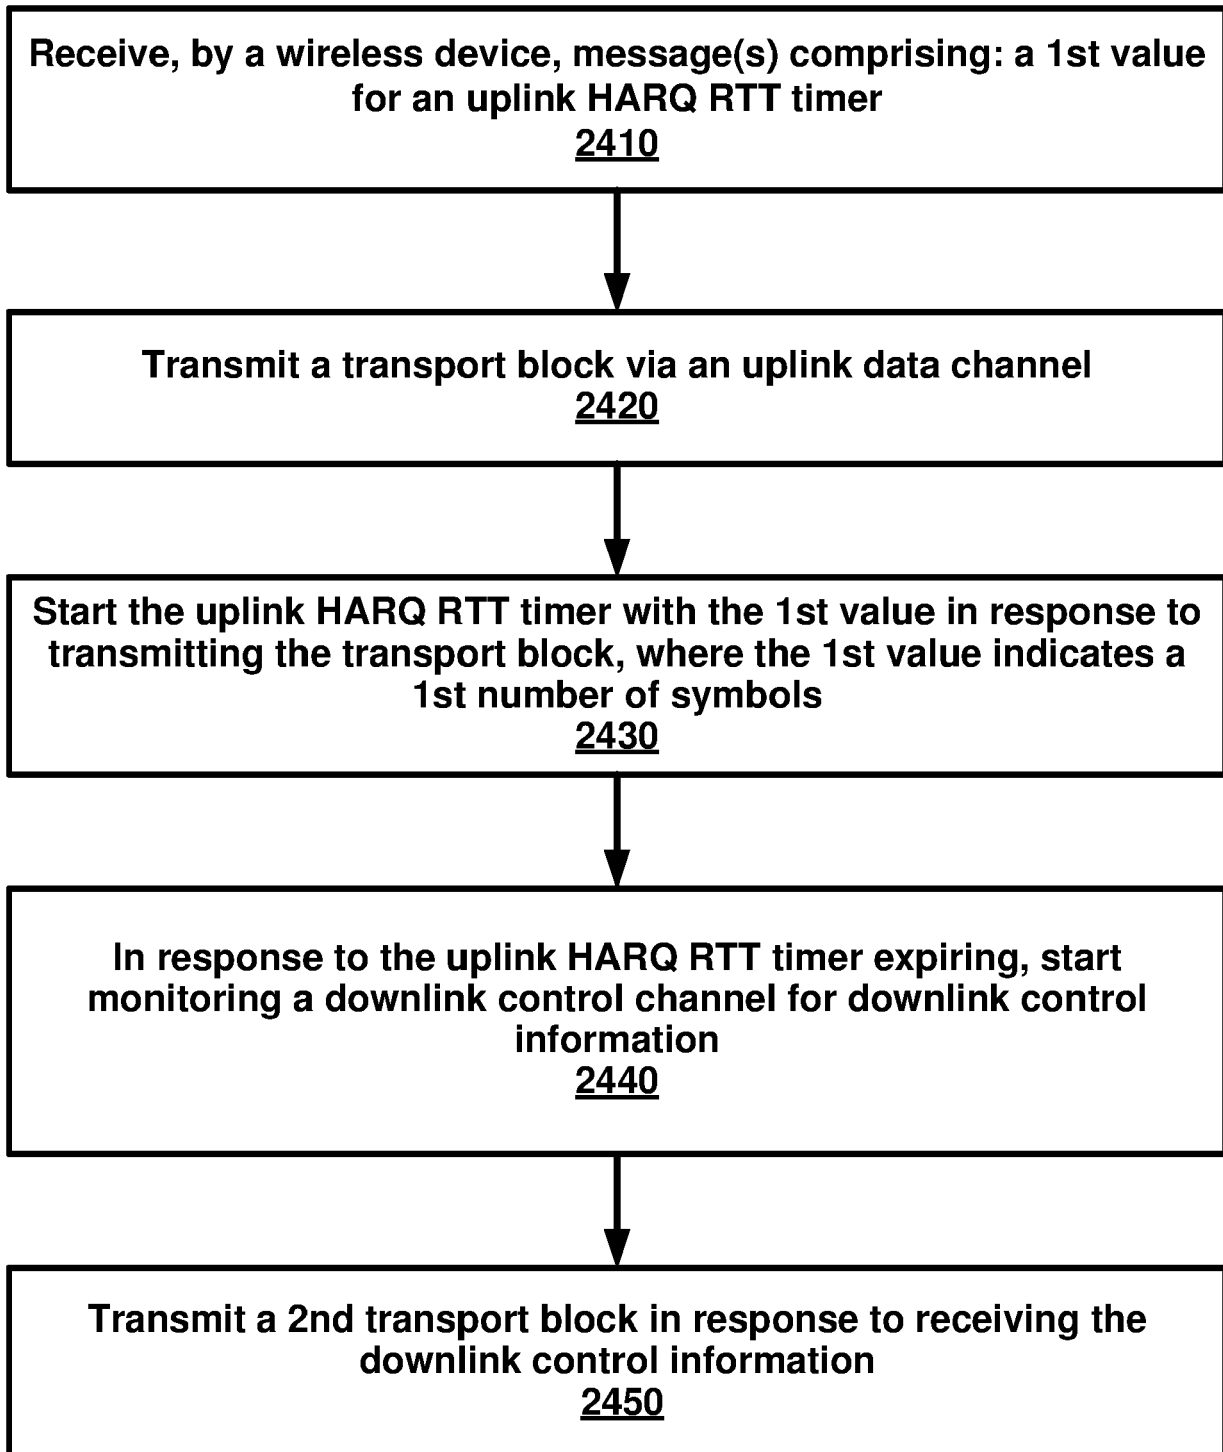 Receive, by a wireless device, message(s) comprising: a 1st value
for an uplink HARQ RTT timer
2410
Transmit a transport block via an uplink data channel
2420
Start the uplink HARQ RTT timer with the 1st value in response to
transmitting the transport block, where the 1st value indicates a
1st number of symbols
2430
In response to the uplink HARQ RTT timer expiring, start
monitoring a downlink control channel for downlink control
information
2440
Transmit a 2nd transport block in response to receiving the
downlink control information
2450